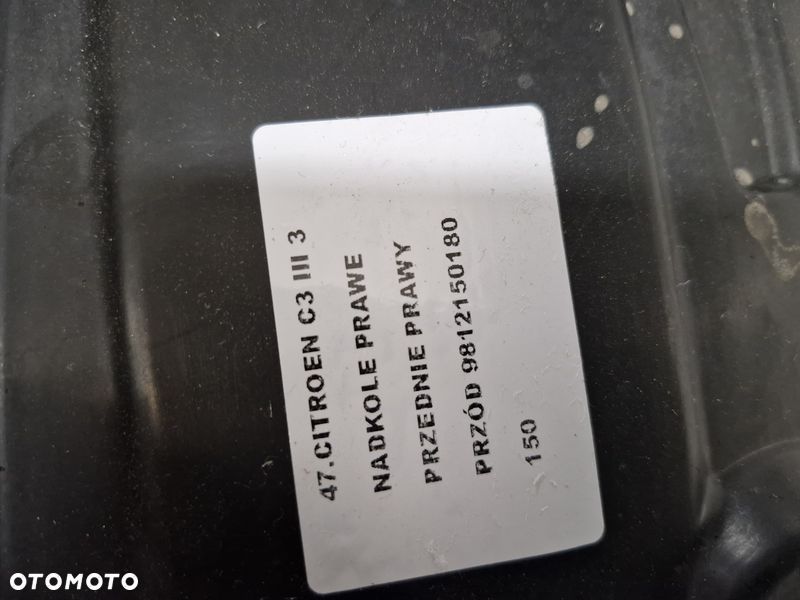 47.CITROEN C3 III 3
NADKOLE PRAWE
PRZEDNIE PRAWY
PRZÓD 9812150180
150
OTOMOTO